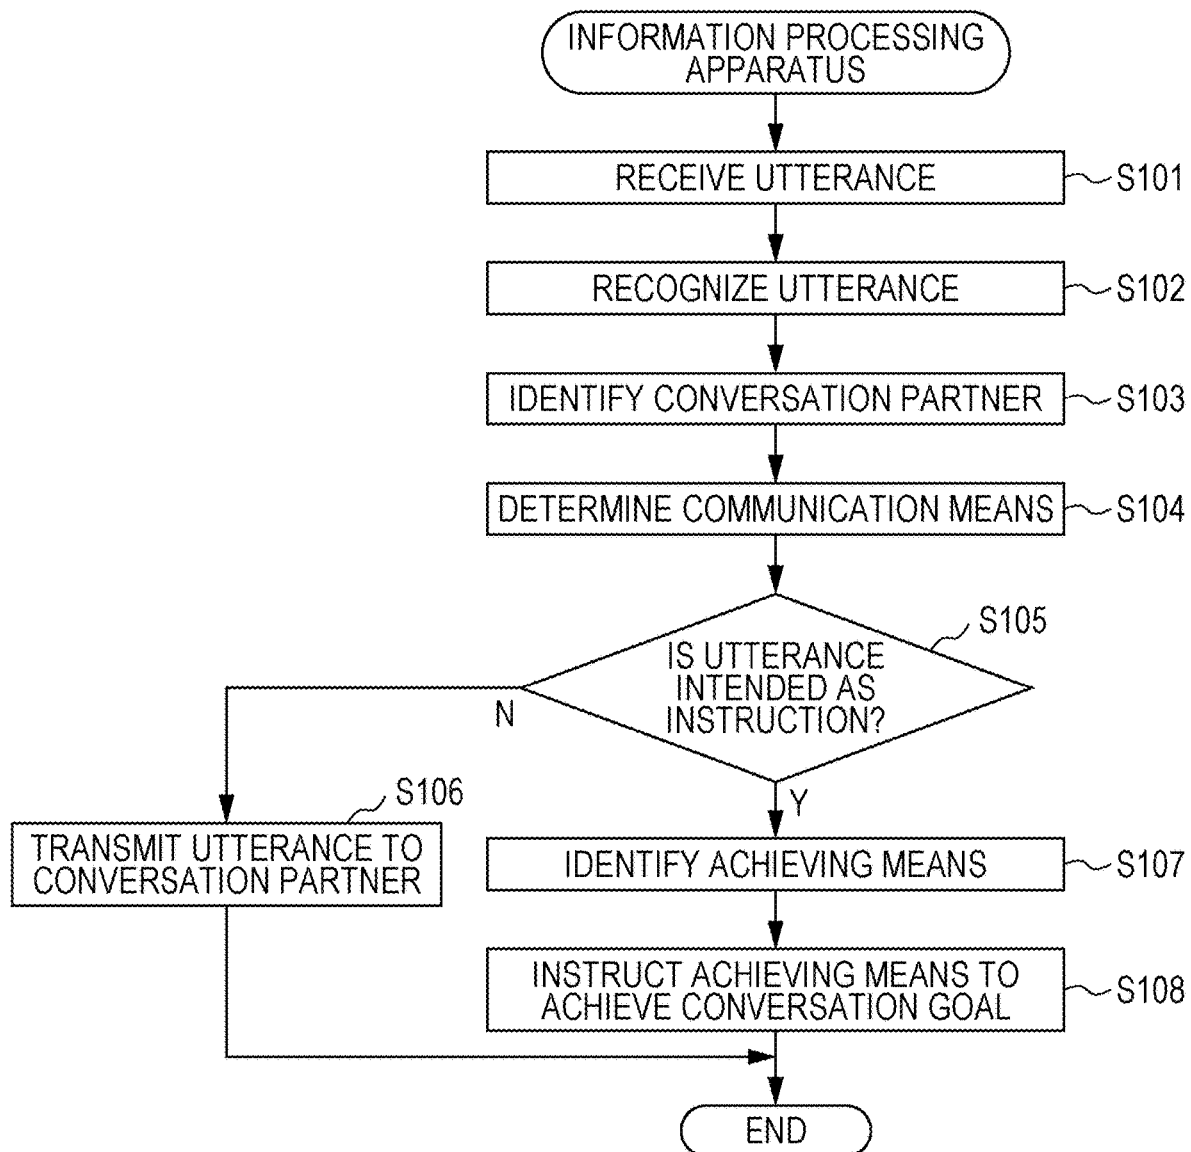 INFORMATION PROCESSING
APPARATUS
RECEIVE UTTERANCE
S101
RECOGNIZE UTTERANCE
S102
IDENTIFY CONVERSATION PARTNER
S103
DETERMINE COMMUNICATION MEANS
S104
S105
IS UTTERANCE
INTENDED AS
INSTRUCTION?
N
Y
S106
TRANSMIT UTTERANCE TO
CONVERSATION PARTNER
IDENTIFY ACHIEVING MEANS
S107
INSTRUCT ACHIEVING MEANS TO
ACHIEVE CONVERSATION GOAL
S108
END